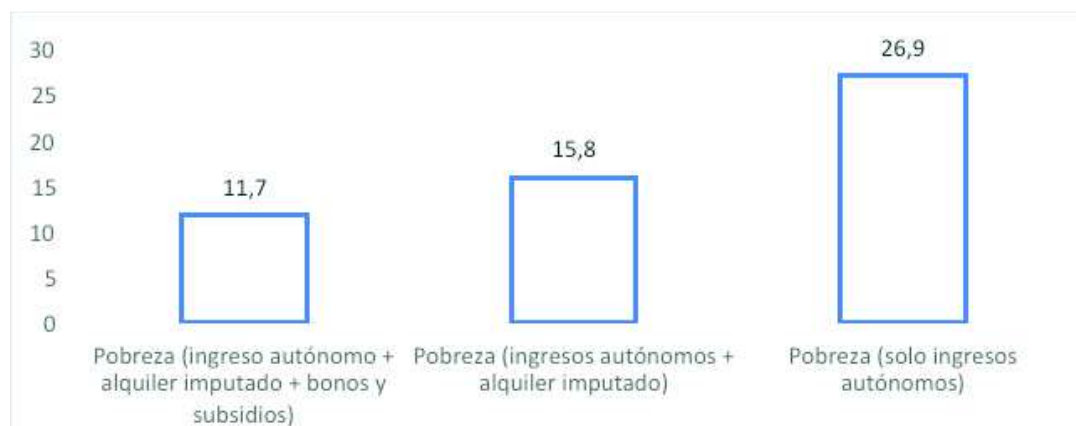 30
25
20
15
10
5
0
11,7
15,8
26,9
Pobreza (ingreso autónomo +
alquiler imputado + bonos y
subsidios)
Pobreza (ingresos autónomos +
alquiler imputado)
Pobreza (solo ingresos
autónomos)